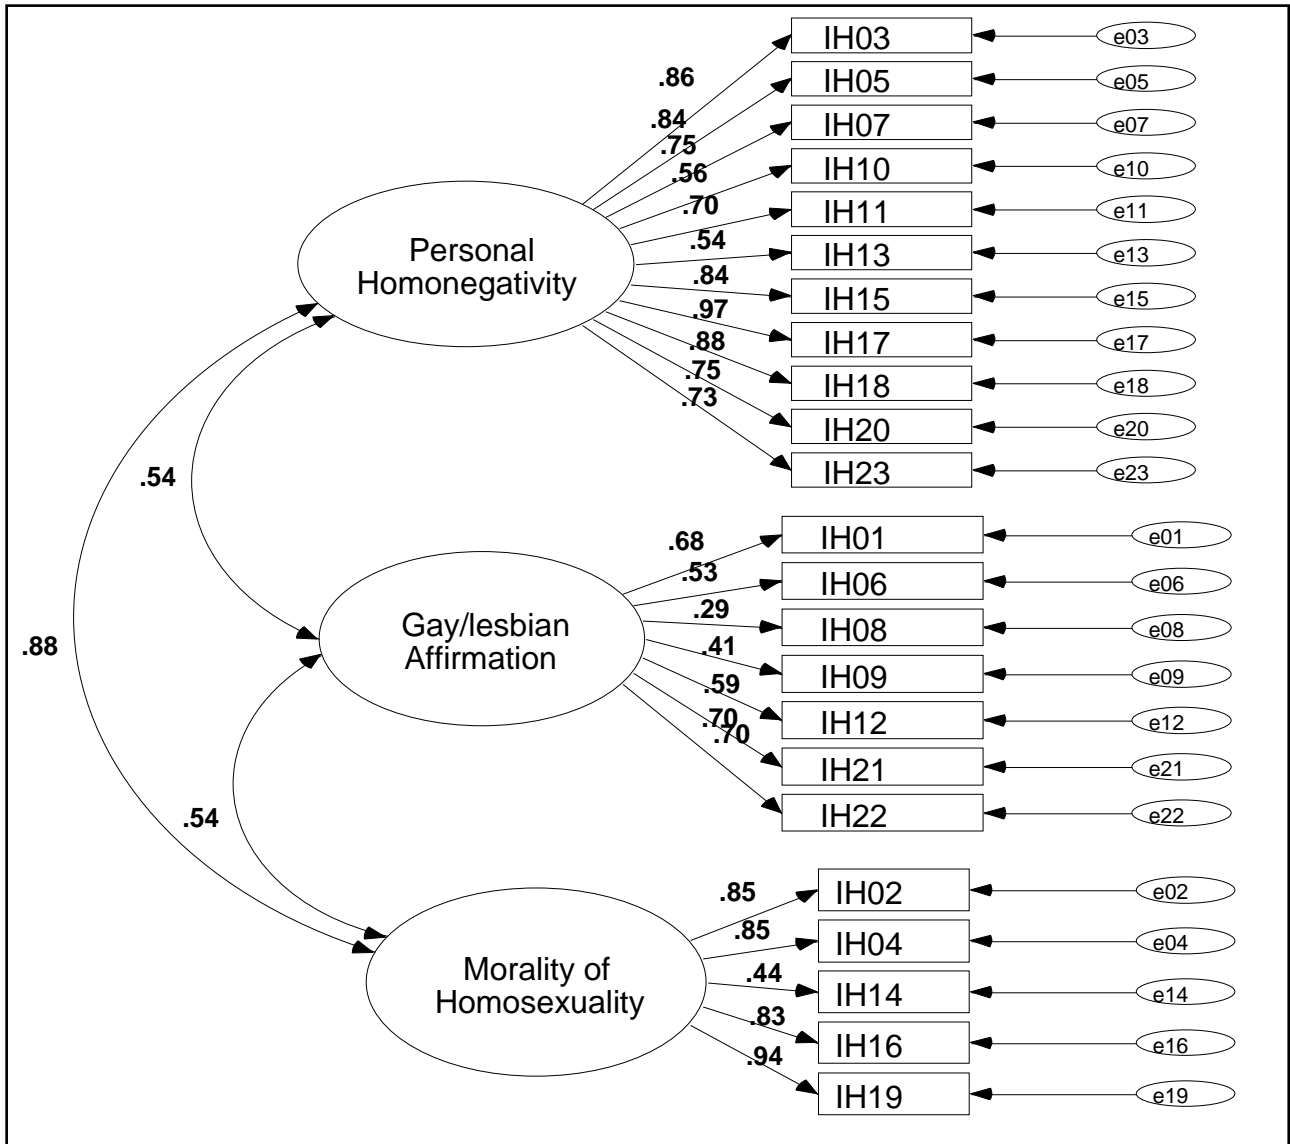 IH03
e03
.86
IH05
e05
.84
IH07
e07
.75
IH10
e10
.56
IH11
e11
.70
IH13
e13
.54
IH15
e15
.84
IH17
e17
.97
IH18
e18
.88
IH20
e20
.75
IH23
e23
.73
Personal
Homonegativity
.54
.88
.54
IH01
e01
.68
IH06
e06
.53
IH08
e08
.29
IH09
e09
.41
IH12
e12
.59
IH21
e21
.70
IH22
e22
.70
Gay/lesbian
Affirmation
IH02
e02
.85
IH04
e04
.85
IH14
e14
.44
IH16
e16
.83
IH19
e19
.94
Morality of
Homosexuality